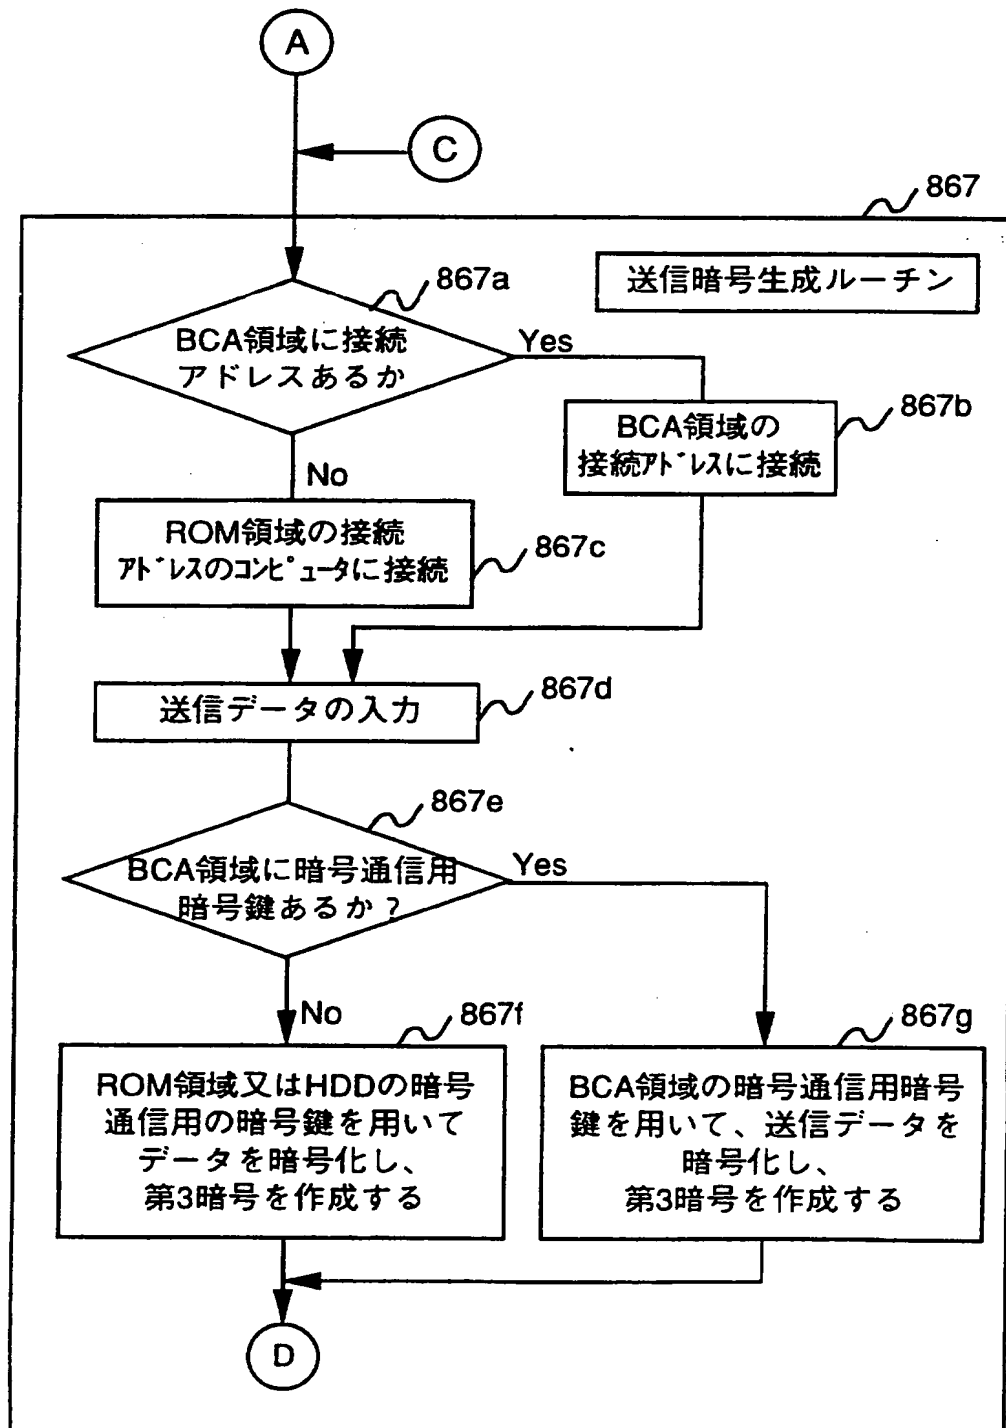 A
C
867
送信暗号生成ルーチン
867a
BCA領域に接続
アドレスあるか
Yes
867b
BCA領域の
接続ｱﾄﾞﾚｽに接続
No
ROM領域の接続
ｱﾄﾞﾚｽのｺﾝﾋﾟｭｰﾀに接続
867c
送信データの入力
867d
867e
BCA領域に暗号通信用
暗号鍵あるか?
Yes
No
867f
ROM領域又はHDDの暗号
通信用の暗号鍵を用いて
データを暗号化し、
第3暗号を作成する
867g
BCA領域の暗号通信用暗号
鍵を用いて、送信データを
暗号化し、
第3暗号を作成する
D